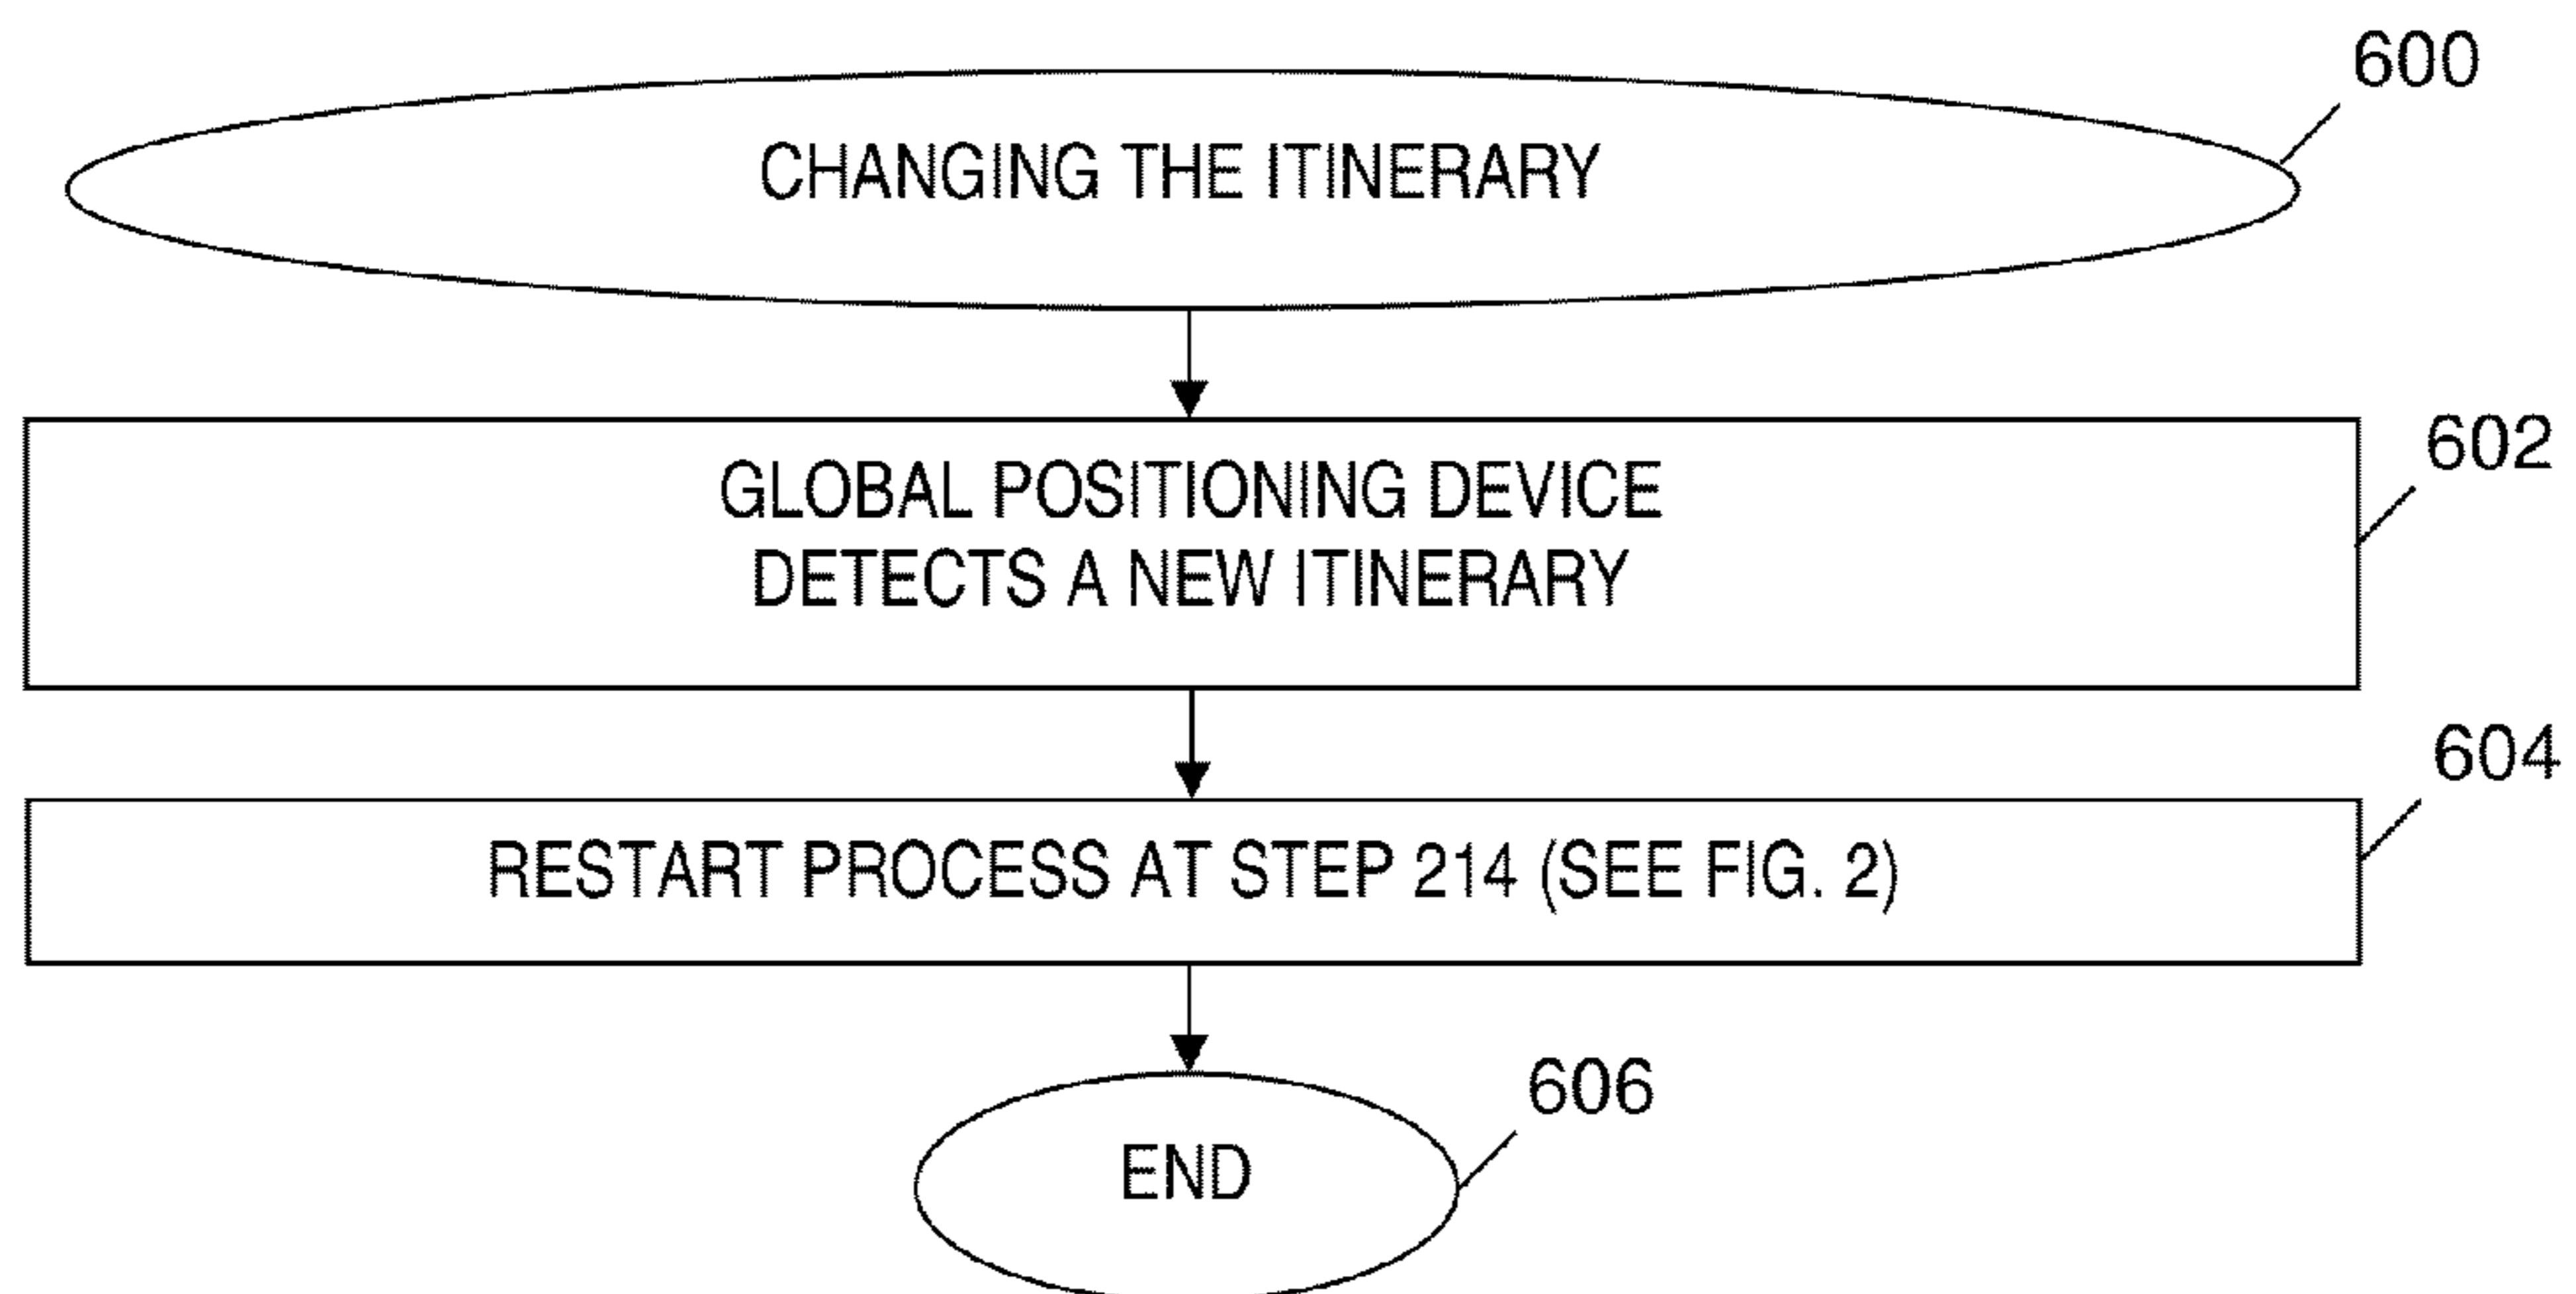 600
CHANGING THE ITINERARY
602
GLOBAL POSITIONING DEVICE
DETECTS A NEW ITINERARY
604
RESTART PROCESS AT STEP 214 (SEE FIG. 2)
606
END